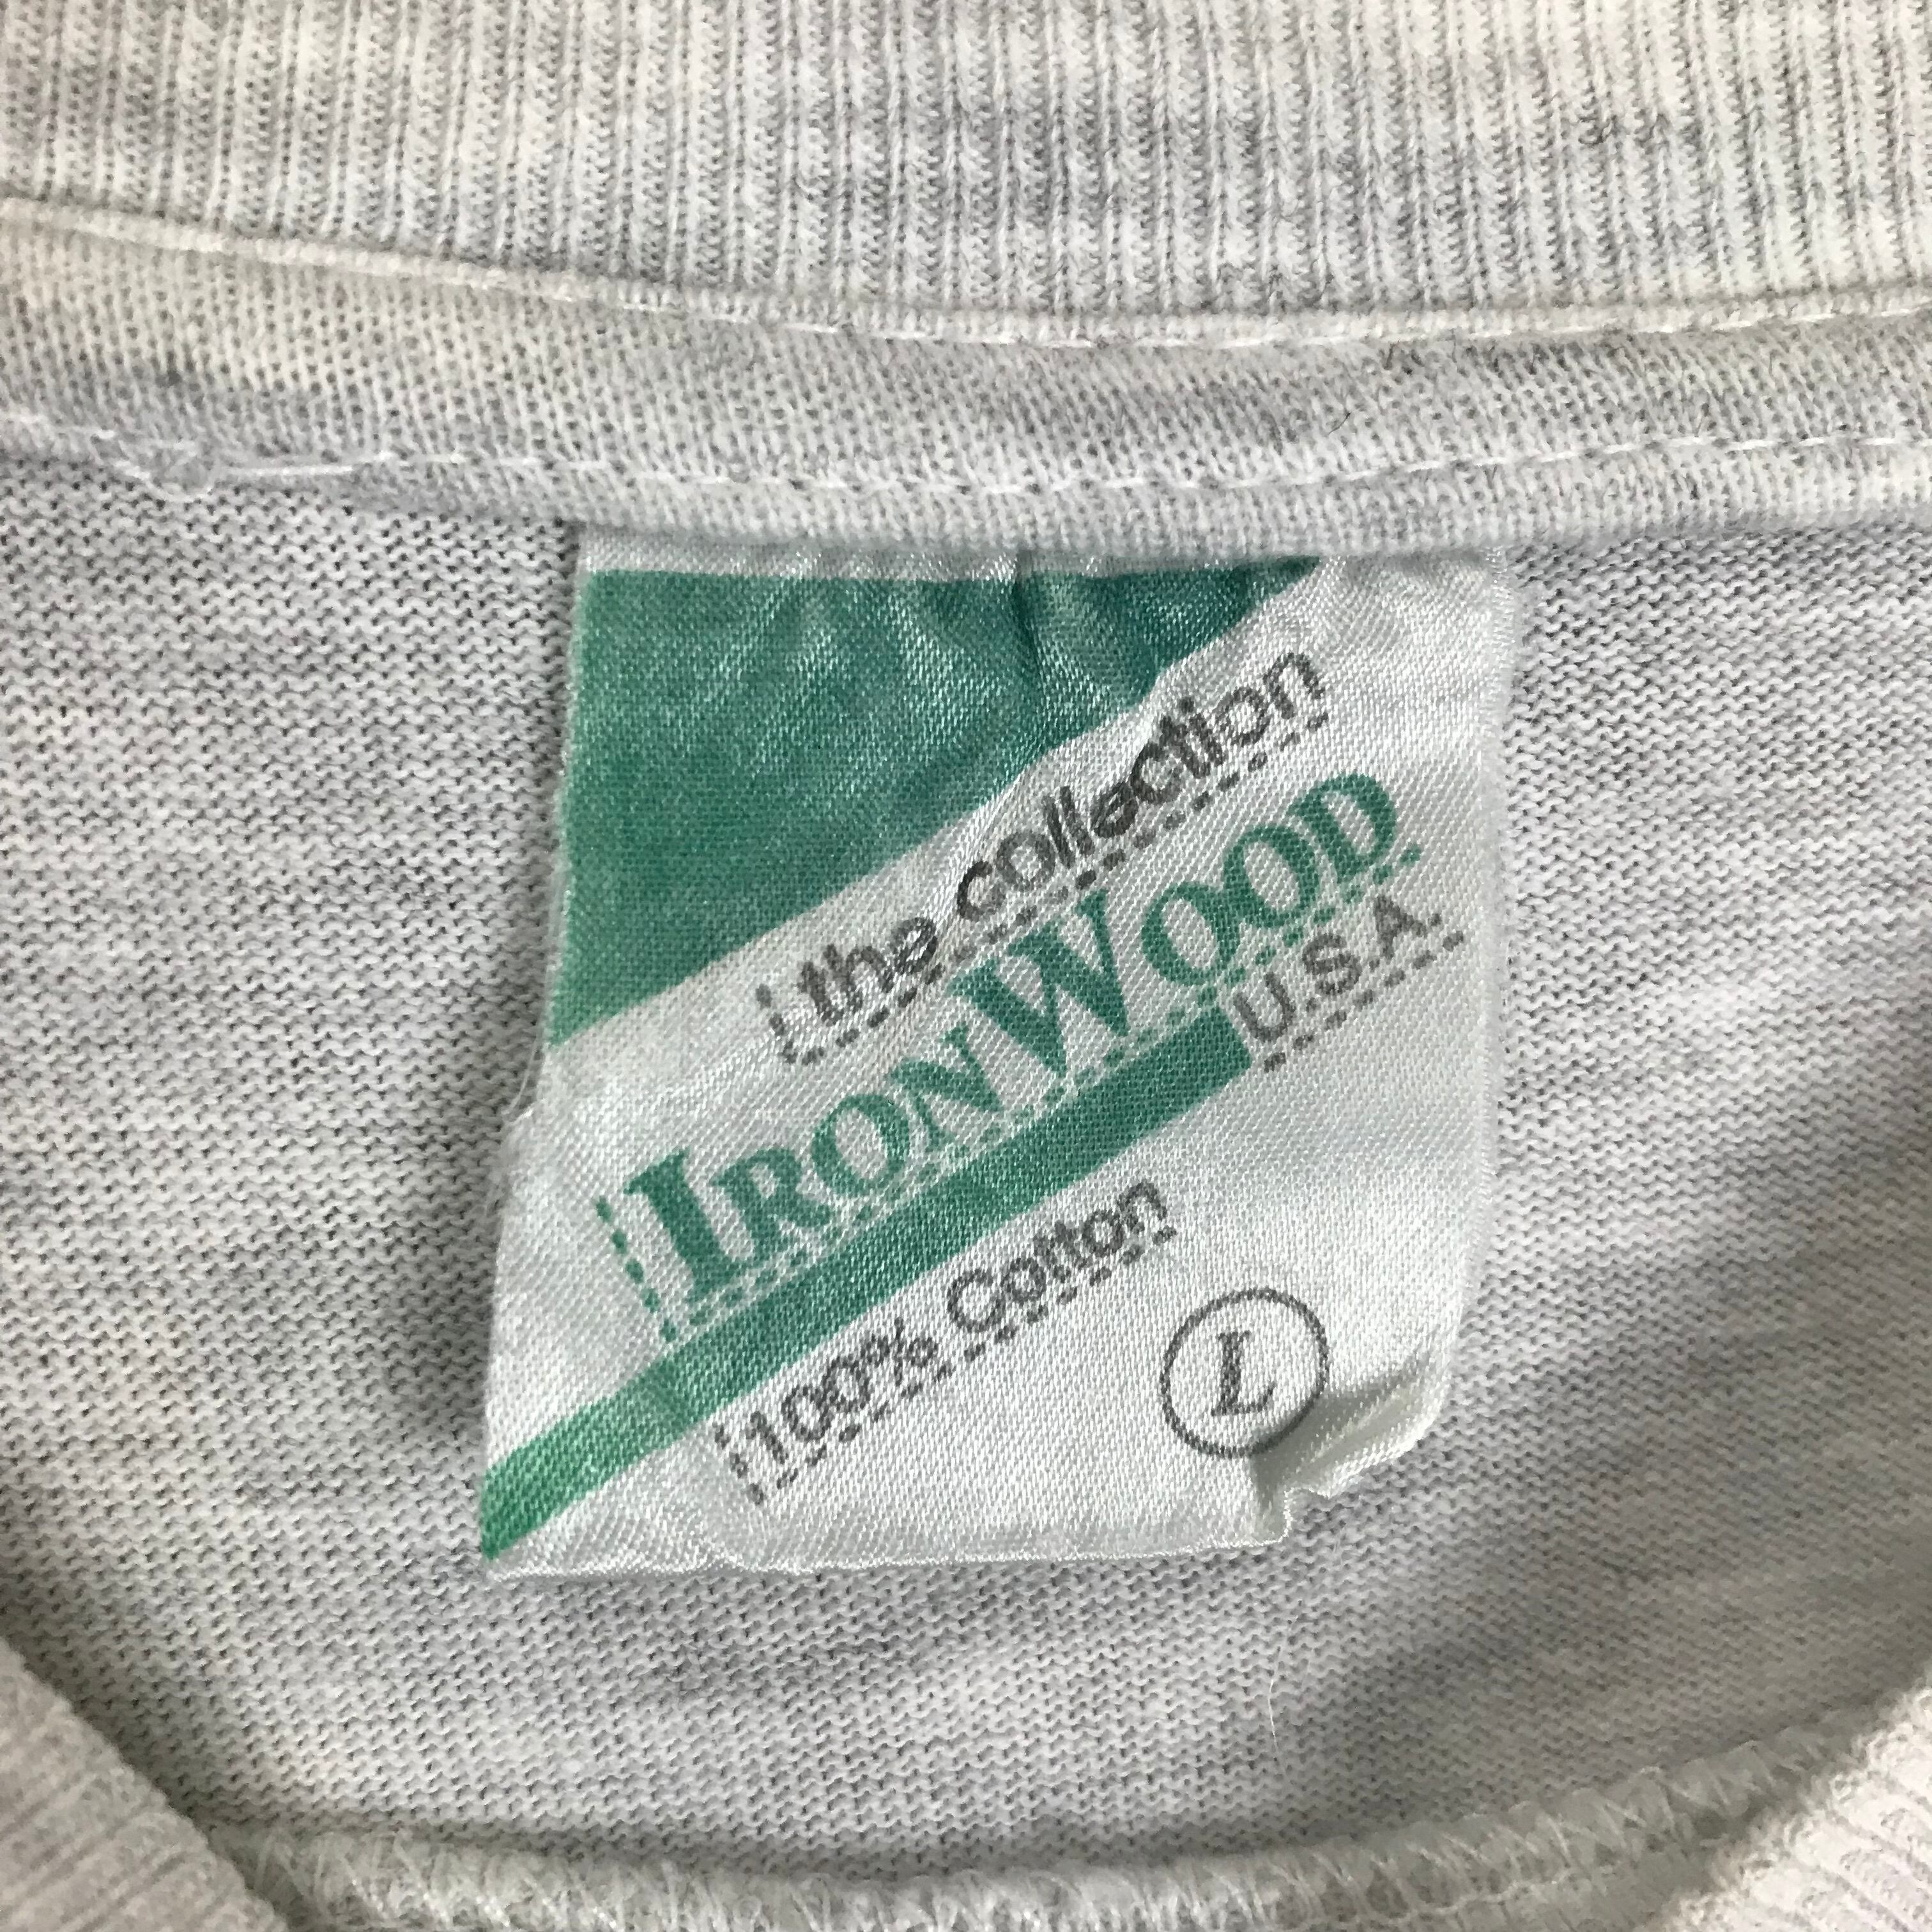 the collection
IRONWOOD
U.S.A.
100% Cotton
L